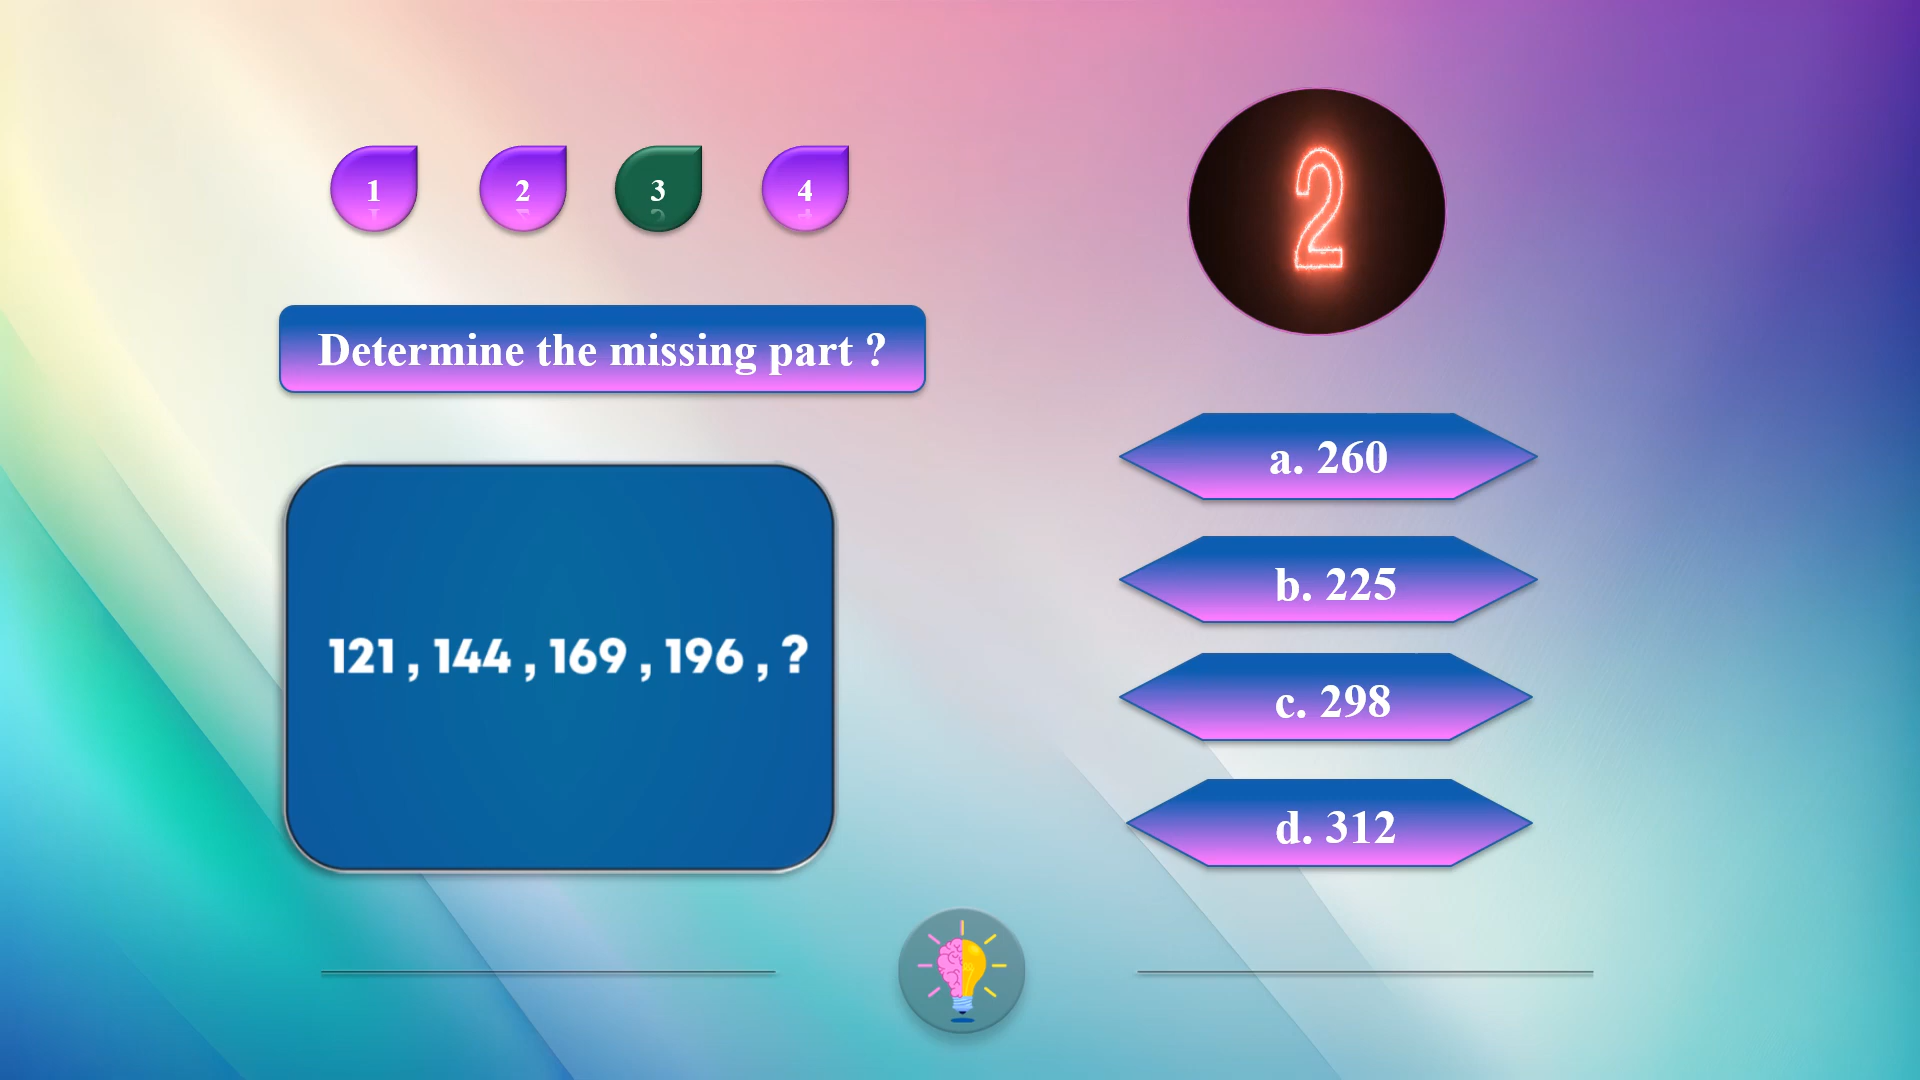 1
2
3
4
2
Determine the missing part ?
121 , 144 , 169 , 196 , ?
a. 260
b. 225
c. 298
d. 312